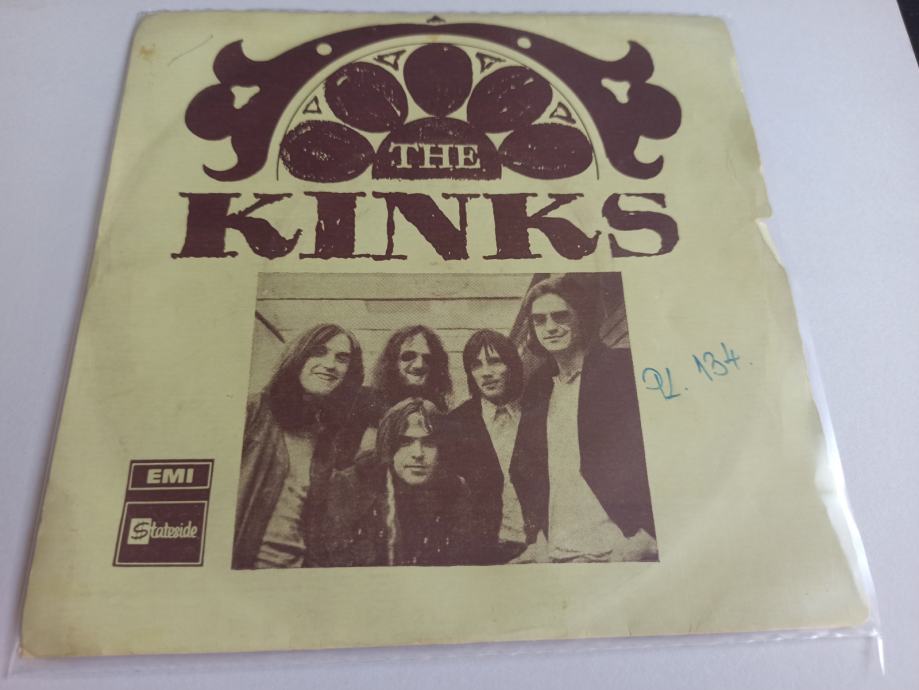 THE
KINKS
PL. 134.
EMI
Stateside